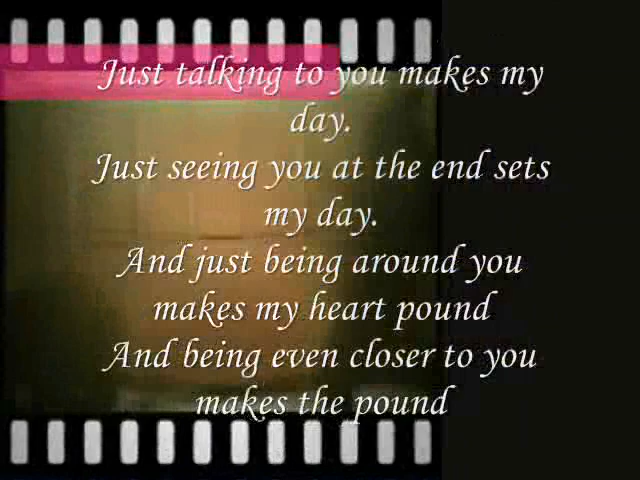 Just talking to you makes my
day.
Just seeing you at the end sets
my day.
And just being around you
makes my heart pound
And being even closer to you
makes the pound